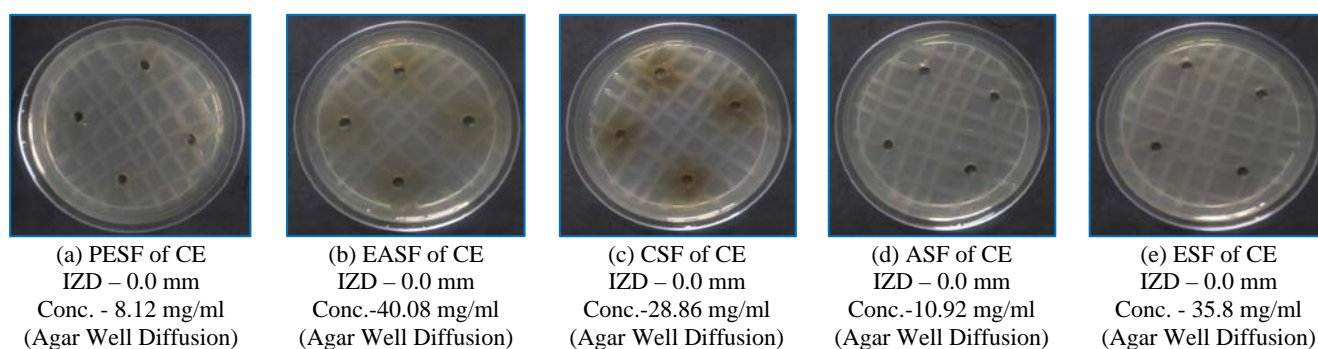 (a) PESF of CE
IZD – 0.0 mm
Conc. - 8.12 mg/ml
(Agar Well Diffusion)
(b) EASF of CE
IZD – 0.0 mm
Conc.-40.08 mg/ml
(Agar Well Diffusion)
(c) CSF of CE
IZD – 0.0 mm
Conc.-28.86 mg/ml
(Agar Well Diffusion)
(d) ASF of CE
IZD – 0.0 mm
Conc.-10.92 mg/ml
(Agar Well Diffusion)
(e) ESF of CE
IZD – 0.0 mm
Conc. - 35.8 mg/ml
(Agar Well Diffusion)